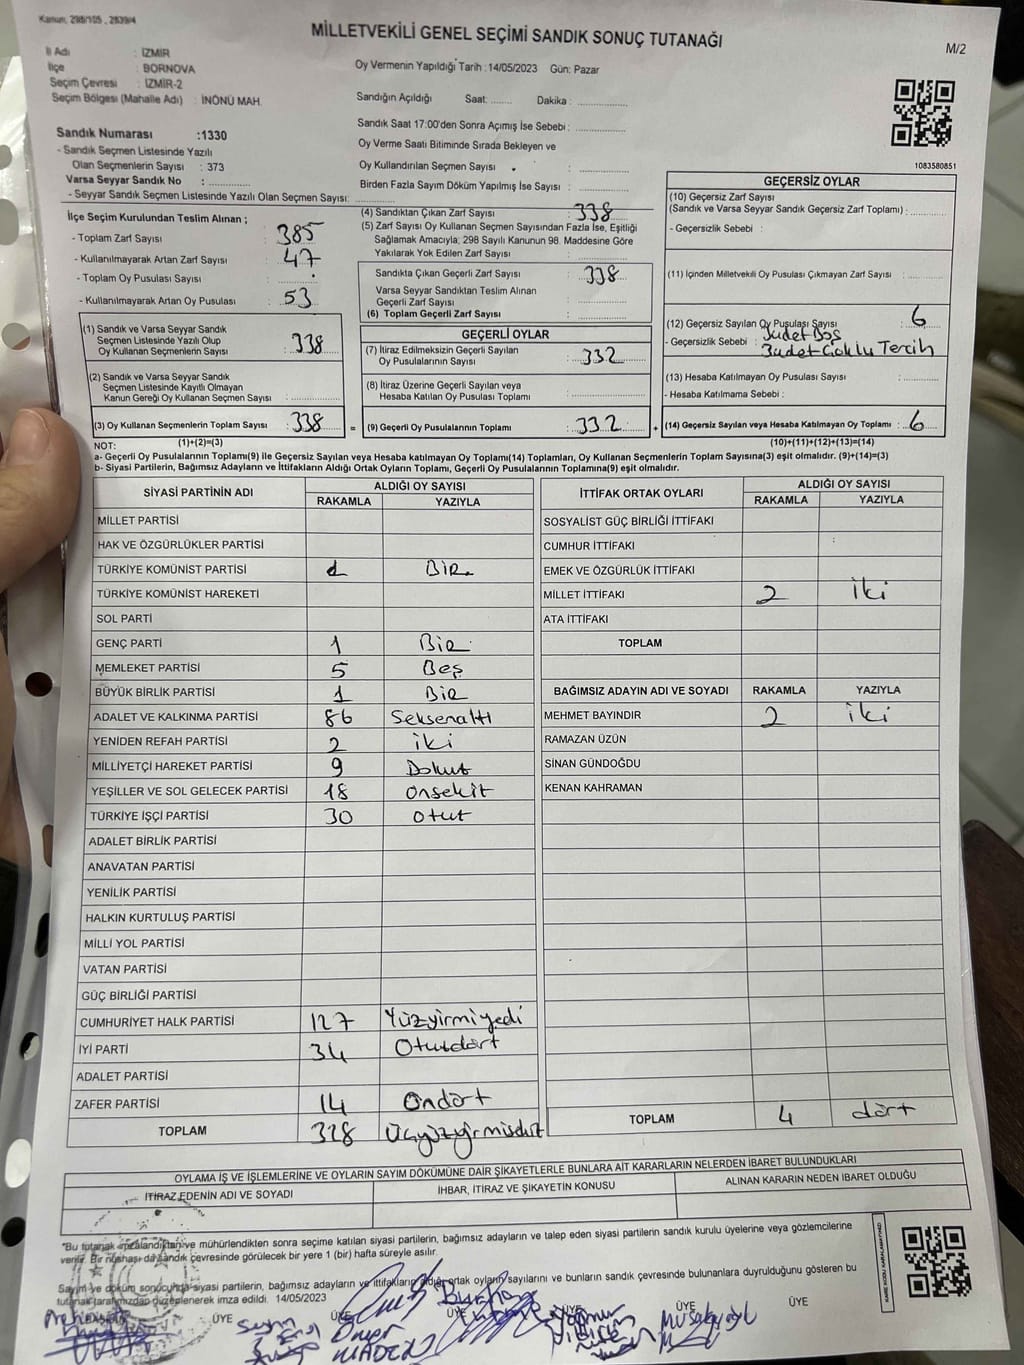 Kanun, 298/105 , 2839/4
MİLLETVEKİLİ GENEL SEÇİMİ SANDIK SONUÇ TUTANAĞI
M/2
İl Adı : İZMİR
İlçe : BORNOVA
Seçim Çevresi : İZMİR-2
Seçim Bölgesi (Mahalle Adı) : İNÖNÜ MAH.
Oy Vermenin Yapıldığı Tarih : 14/05/2023 Gün: Pazar
Sandığın Açıldığı Saat: ........ Dakika : ................
Sandık Saat 17:00'den Sonra Açımış İse Sebebi : ................
Oy Verme Saati Bitiminde Sırada Bekleyen ve
Oy Kullandırılan Seçmen Sayısı : ................
Birden Fazla Sayım Döküm Yapılmış İse Sayısı : ................
1083580851
Sandık Numarası :1330
- Sandık Seçmen Listesinde Yazılı
Olan Seçmenlerin Sayısı : 373
Varsa Seyyar Sandık No : ................
- Seyyar Sandık Seçmen Listesinde Yazılı Olan Seçmen Sayısı: ................
İlçe Seçim Kurulundan Teslim Alınan ;
- Toplam Zarf Sayısı : 385
- Kullanılmayarak Artan Zarf Sayısı : 47
- Toplam Oy Pusulası Sayısı :
- Kullanılmayarak Artan Oy Pusulası : 53
(1) Sandık ve Varsa Seyyar Sandık
Seçmen Listesinde Yazılı Olup
Oy Kullanan Seçmenlerin Sayısı : 338
(2) Sandık ve Varsa Seyyar Sandık
Seçmen Listesinde Kayıtlı Olmayan
Kanun Gereği Oy Kullanan Seçmen Sayısı : ................
(3) Oy Kullanan Seçmenlerin Toplam Sayısı : 338
(4) Sandıktan Çıkan Zarf Sayısı : 338
(5) Zarf Sayısı Oy Kullanan Seçmen Sayısından Fazla İse, Eşitliği
Sağlamak Amacıyla; 298 Sayılı Kanunun 98. Maddesine Göre
Yakılarak Yok Edilen Zarf Sayısı : ................
Sandıkta Çıkan Geçerli Zarf Sayısı : 338
Varsa Seyyar Sandıktan Teslim Alınan
Geçerli Zarf Sayısı : ................
(6) Toplam Geçerli Zarf Sayısı : ................
GEÇERLİ OYLAR
(7) İtiraz Edilmeksizin Geçerli Sayılan
Oy Pusulalarının Sayısı : 332
(8) İtiraz Üzerine Geçerli Sayılan veya
Hesaba Katılan Oy Pusulası Toplamı : ................
= (9) Geçerli Oy Pusulalarının Toplamı : 332 +
GEÇERSİZ OYLAR
(10) Geçersiz Zarf Sayısı
(Sandık ve Varsa Seyyar Sandık Geçersiz Zarf Toplamı) : ............
- Geçersizlik Sebebi :
(11) İçinden Milletvekili Oy Pusulası Çıkmayan Zarf Sayısı : ............
(12) Geçersiz Sayılan Oy Pusulası Sayısı : 6
- Geçersizlik Sebebi : 3udet Boş
3udet Çoklu Tercih
(13) Hesaba Katılmayan Oy Pusulası Sayısı : ............
- Hesaba Katılmama Sebebi :
(14) Geçersiz Sayılan veya Hesaba Katılmayan Oy Toplamı : 6
NOT: (1)+(2)=(3)
(10)+(11)+(12)+(13)=(14)
a- Geçerli Oy Pusulalarının Toplamı(9) ile Geçersiz Sayılan veya Hesaba katılmayan Oy Toplamı(14) Toplamları, Oy Kullanan Seçmenlerin Toplam Sayısına(3) eşit olmalıdır. (9)+(14)=(3)
b- Siyasi Partilerin, Bağımsız Adayların ve İttifakların Aldığı Ortak Oyların Toplamı, Geçerli Oy Pusulalarının Toplamına(9) eşit olmalıdır.
SİYASİ PARTİNİN ADI
ALDIĞI OY SAYISI
RAKAMLA YAZIYLA
MİLLET PARTİSİ
HAK VE ÖZGÜRLÜKLER PARTİSİ
TÜRKİYE KOMÜNİST PARTİSİ 1 Bir
TÜRKİYE KOMÜNİST HAREKETİ
SOL PARTİ
GENÇ PARTİ 1 Bir
MEMLEKET PARTİSİ 5 Beş
BÜYÜK BİRLİK PARTİSİ 1 Bir
ADALET VE KALKINMA PARTİSİ 86 Seksenaltı
YENİDEN REFAH PARTİSİ 2 iki
MİLLİYETÇİ HAREKET PARTİSİ 9 Dokuz
YEŞİLLER VE SOL GELECEK PARTİSİ 18 onsekiz
TÜRKİYE İŞÇİ PARTİSİ 30 otuz
ADALET BİRLİK PARTİSİ
ANAVATAN PARTİSİ
YENİLİK PARTİSİ
HALKIN KURTULUŞ PARTİSİ
MİLLİ YOL PARTİSİ
VATAN PARTİSİ
GÜÇ BİRLİĞİ PARTİSİ
CUMHURİYET HALK PARTİSİ 127 Yüzyirmiyedi
İYİ PARTİ 34 Otuzdört
ADALET PARTİSİ
ZAFER PARTİSİ 14 Ondört
TOPLAM 328 Üçyüzyirmisekiz
İTTİFAK ORTAK OYLARI
ALDIĞI OY SAYISI
RAKAMLA YAZIYLA
SOSYALİST GÜÇ BİRLİĞİ İTTİFAKI
CUMHUR İTTİFAKI
EMEK VE ÖZGÜRLÜK İTTİFAKI
MİLLET İTTİFAKI 2 iki
ATA İTTİFAKI
TOPLAM
BAĞIMSIZ ADAYIN ADI VE SOYADI RAKAMLA YAZIYLA
MEHMET BAYINDIR 2 iki
RAMAZAN ÜZÜN
SİNAN GÜNDOĞDU
KENAN KAHRAMAN
TOPLAM 4 dört
OYLAMA İŞ VE İŞLEMLERİNE VE OYLARIN SAYIM DÖKÜMÜNE DAİR ŞİKAYETLERLE BUNLARA AİT KARARLARIN NELERDEN İBARET BULUNDUKLARI
İTİRAZ EDENİN ADI VE SOYADI
İHBAR, İTİRAZ VE ŞİKAYETİN KONUSU
ALINAN KARARIN NEDEN İBARET OLDUĞU
"Bu tutanak imzalandıktan ve mühürlendikten sonra seçime katılan siyasi partilerin, bağımsız adayların ve talep eden siyasi partilerin sandık kurulu üyelerine veya gözlemcilerine
verilir. Bir nüshası da sandık çevresinde görülecek bir yere 1 (bir) hafta süreyle asılır.
Sayım ve döküm sonucunda siyasi partilerin, bağımsız adayların ve ittifakların aldığı ortak oyların sayılarını ve bunların sandık çevresinde bulunanlara duyrulduğunu gösteren bu
tutanak tarafımızdan düzenlenerek imza edildi. 14/05/2023
ÜYE ÜYE ÜYE ÜYE ÜYE ÜYE
Ömer
MADEN